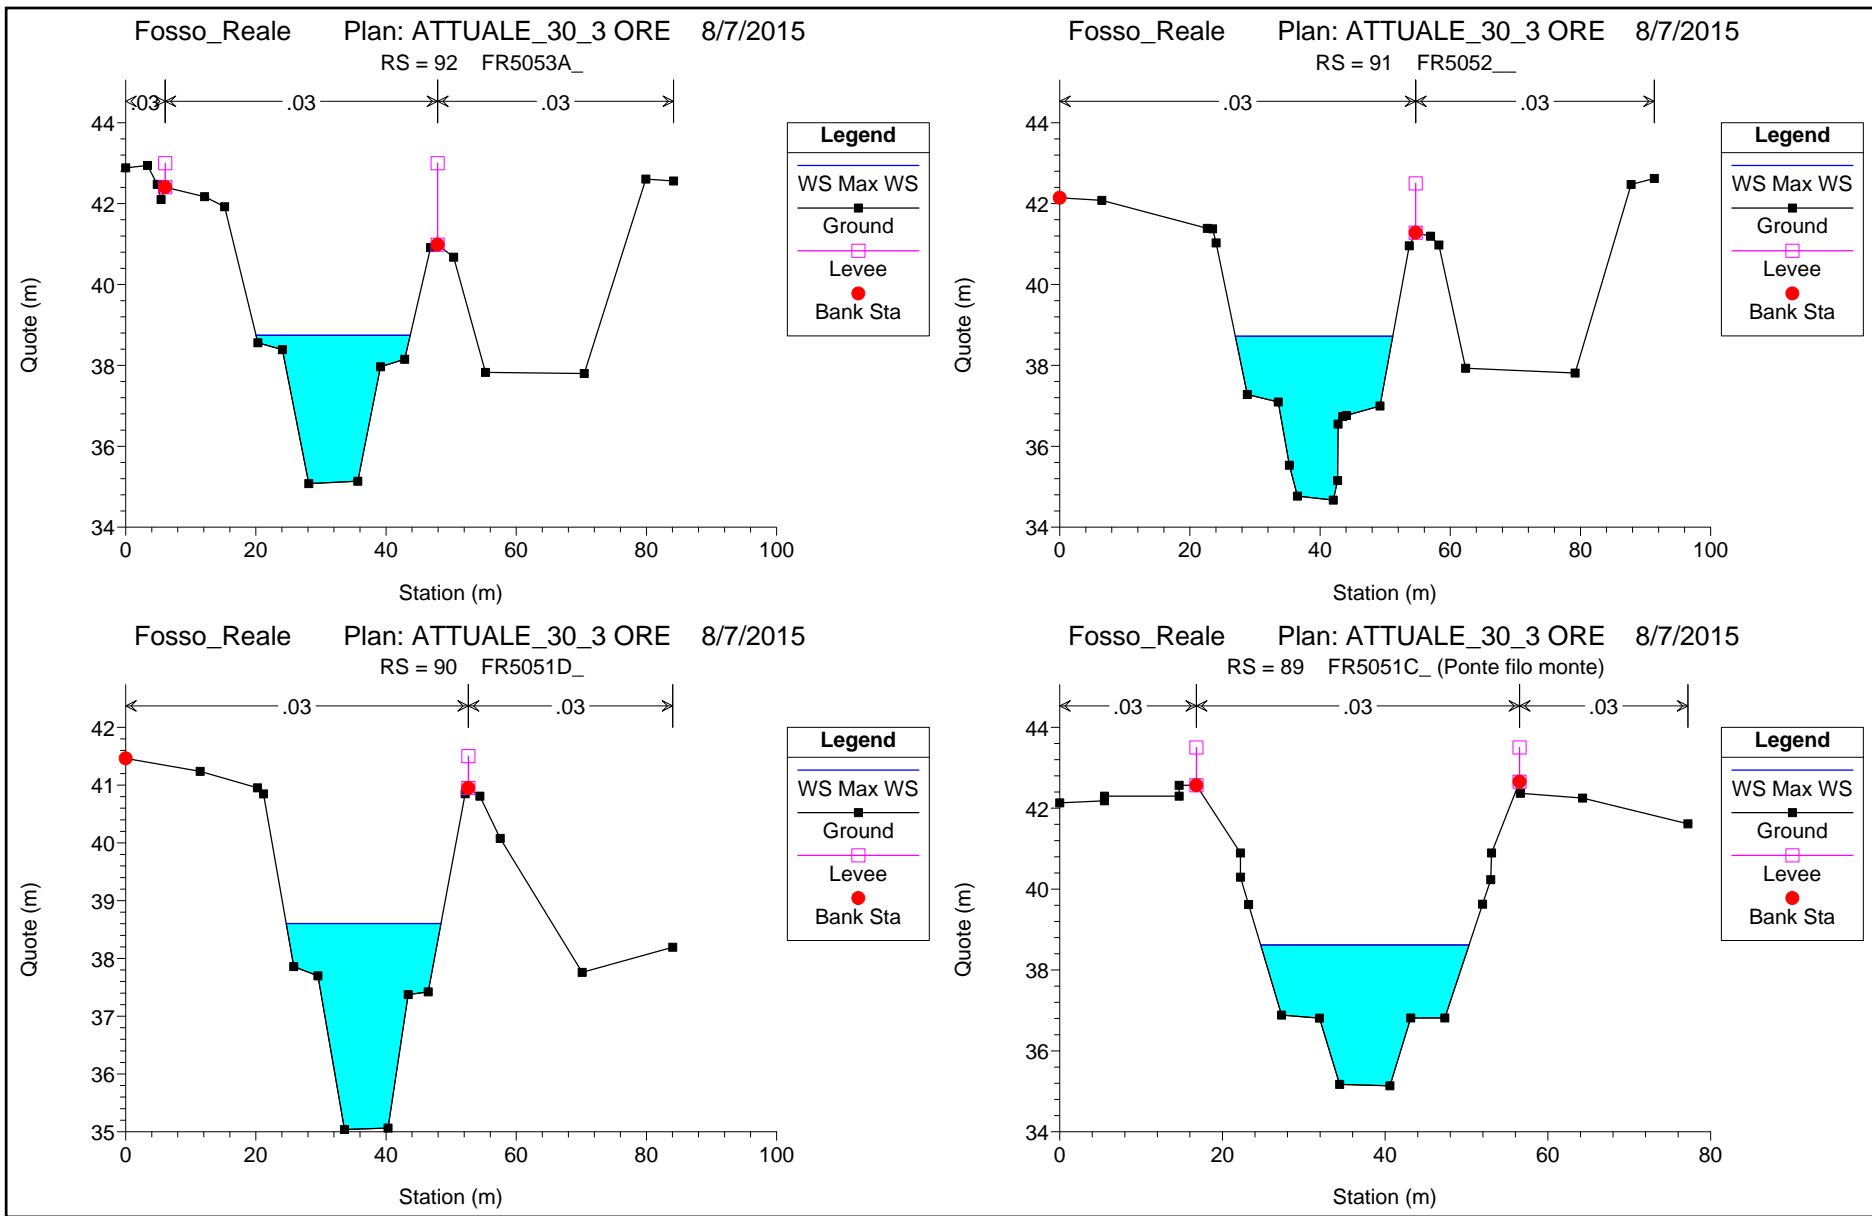 Fosso_Reale Plan: ATTUALE_30_3 ORE 8/7/2015
RS = 92 FR5053A_
.03 .03 .03
44
42
40
38
36
34
0 20 40 60 80 100
Station (m)
Quote (m)
Legend
WS Max WS
Ground
Levee
Bank Sta
Fosso_Reale Plan: ATTUALE_30_3 ORE 8/7/2015
RS = 91 FR5052__
.03 .03
44
42
40
38
36
34
0 20 40 60 80 100
Station (m)
Quote (m)
Legend
WS Max WS
Ground
Levee
Bank Sta
Fosso_Reale Plan: ATTUALE_30_3 ORE 8/7/2015
RS = 90 FR5051D_
.03 .03
42
41
40
39
38
37
36
35
0 20 40 60 80 100
Station (m)
Quote (m)
Legend
WS Max WS
Ground
Levee
Bank Sta
Fosso_Reale Plan: ATTUALE_30_3 ORE 8/7/2015
RS = 89 FR5051C_ (Ponte filo monte)
.03 .03 .03
44
42
40
38
36
34
0 20 40 60 80
Station (m)
Quote (m)
Legend
WS Max WS
Ground
Levee
Bank Sta